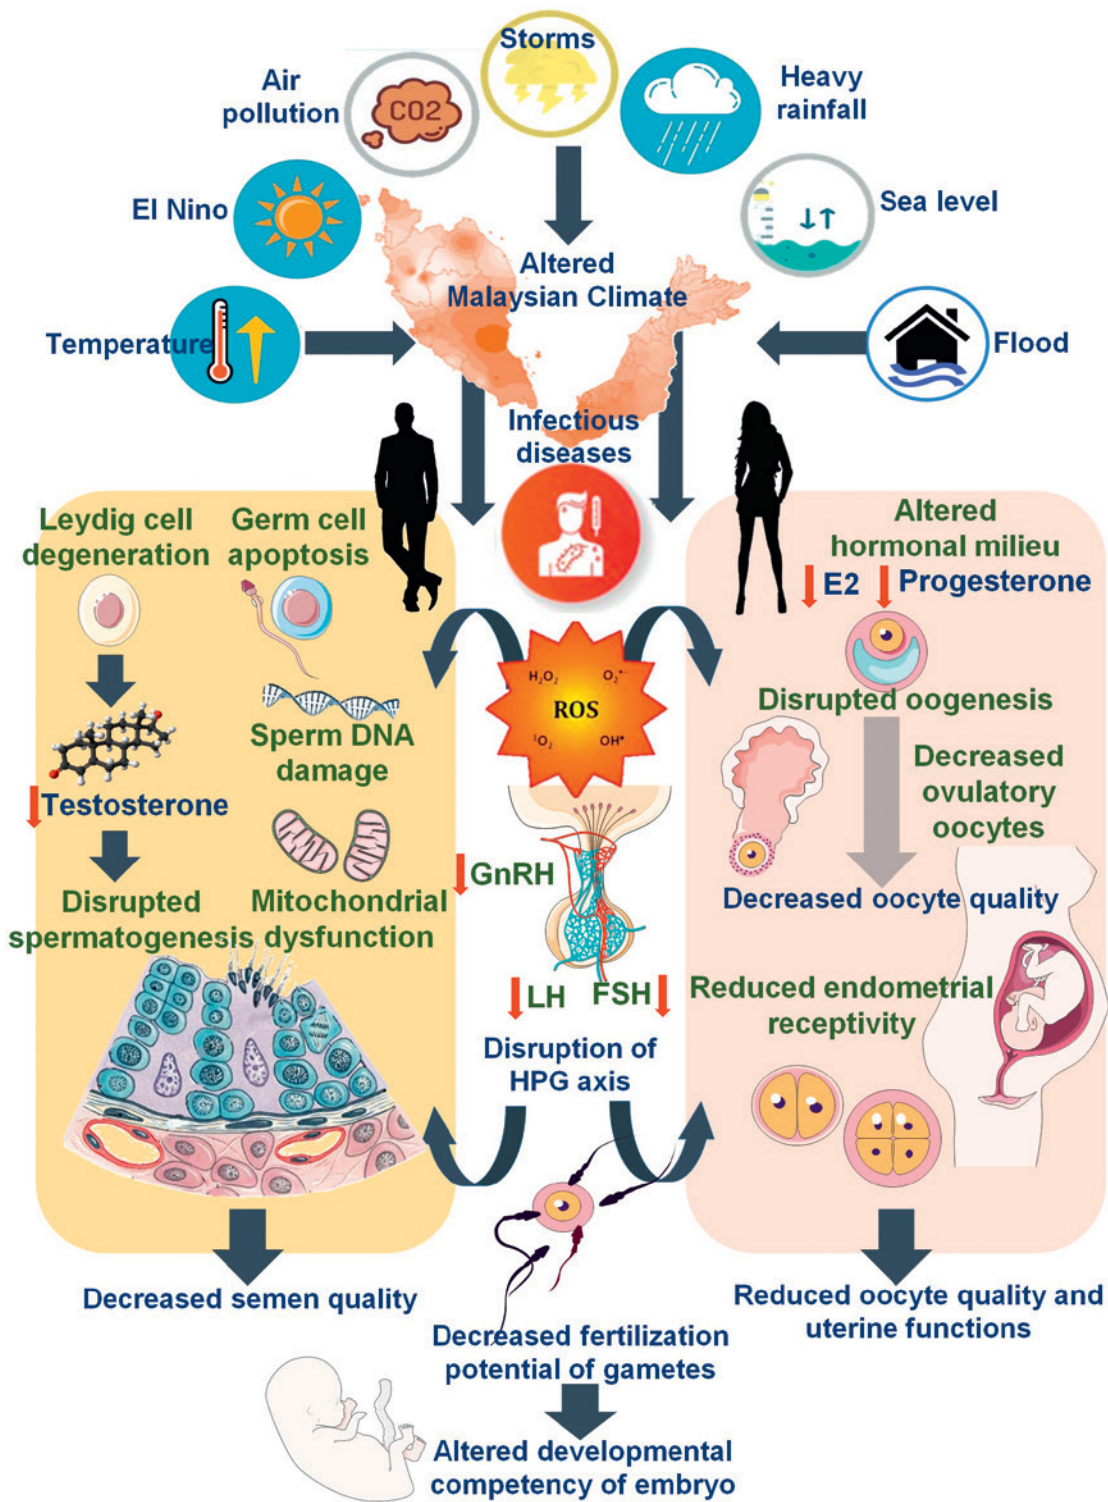 Storms
Air
pollution
CO2
Heavy
rainfall
El Nino
Sea level
Altered
Malaysian Climate
Temperature
Flood
Infectious
diseases
Leydig cell
degeneration
Germ cell
apoptosis
Altered
hormonal milieu
E2
Progesterone
H2O2
O2•−
ROS
1O2
OH•
Sperm DNA
damage
Testosterone
Disrupted oogenesis
Decreased
ovulatory
oocytes
GnRH
Disrupted
spermatogenesis
Mitochondrial
dysfunction
Decreased oocyte quality
LH
FSH
Reduced endometrial
receptivity
Disruption of
HPG axis
Decreased semen quality
Reduced oocyte quality and
uterine functions
Decreased fertilization
potential of gametes
Altered developmental
competency of embryo